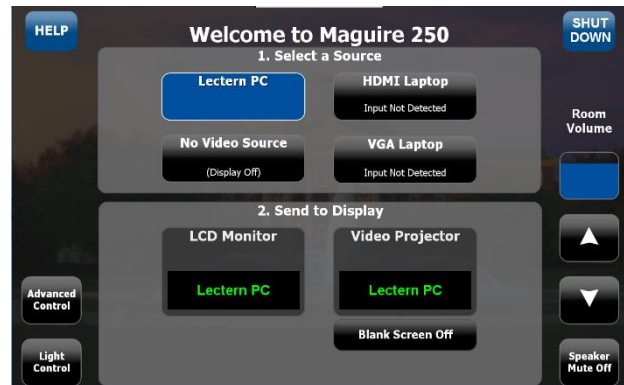 HELP
Welcome to Maguire 250
SHUT
DOWN
1. Select a Source
Lectern PC
HDMI Laptop
Input Not Detected
No Video Source
(Display Off)
VGA Laptop
Input Not Detected
Room
Volume
2. Send to Display
LCD Monitor
Video Projector
Lectern PC
Lectern PC
Blank Screen Off
Advanced
Control
Light
Control
Speaker
Mute Off